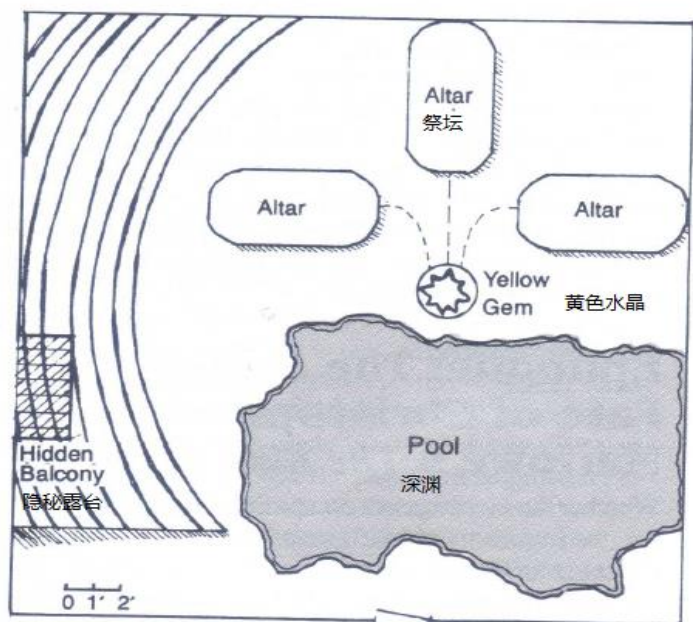 Altar
祭坛
Altar
Altar
Yellow
Gem
黄色水晶
Pool
深渊
Hidden
Balcony
隐秘露台
0 1' 2'